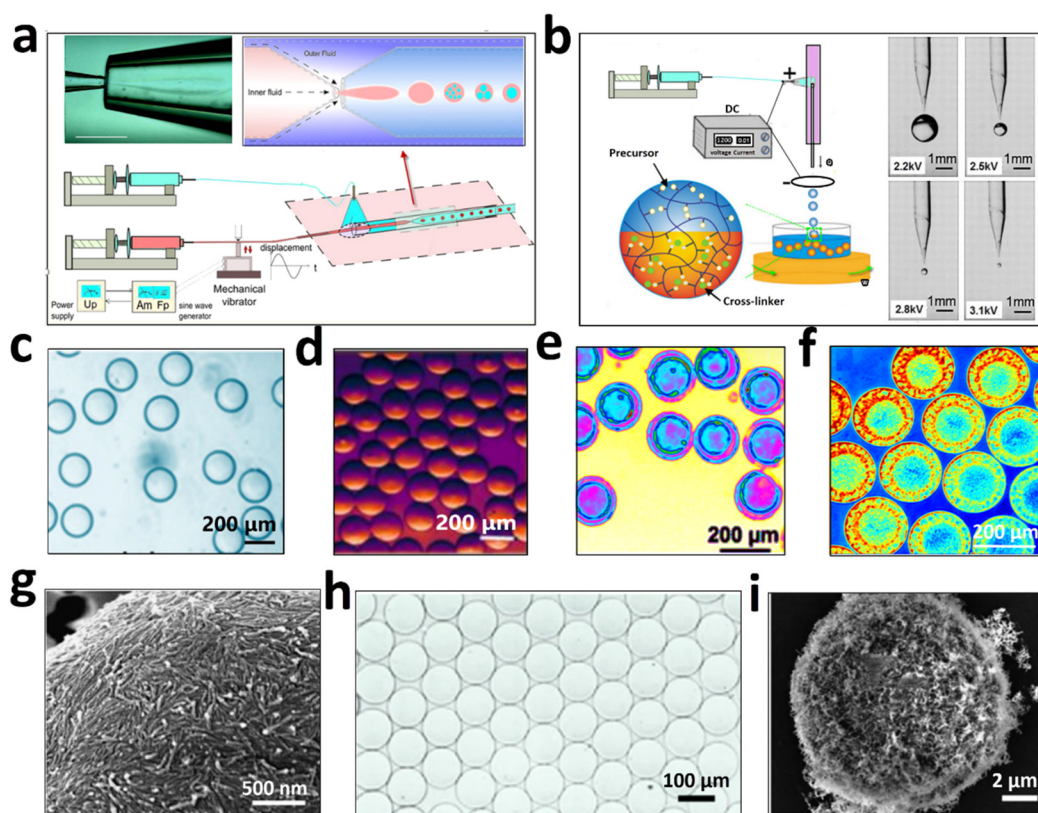 a
Outer Fluid
Inner fluid
displacement
t
Mechanical
vibrator
Power
supply
Up
Am Fp
sine wave
generator
b
+
DC
voltage Current
Precursor
Cross-linker
-
2.2kV
1mm
2.5kV
1mm
2.8kV
1mm
3.1kV
1mm
c
200 µm
d
200 µm
e
200 µm
f
200 µm
g
500 nm
h
100 µm
i
2 µm